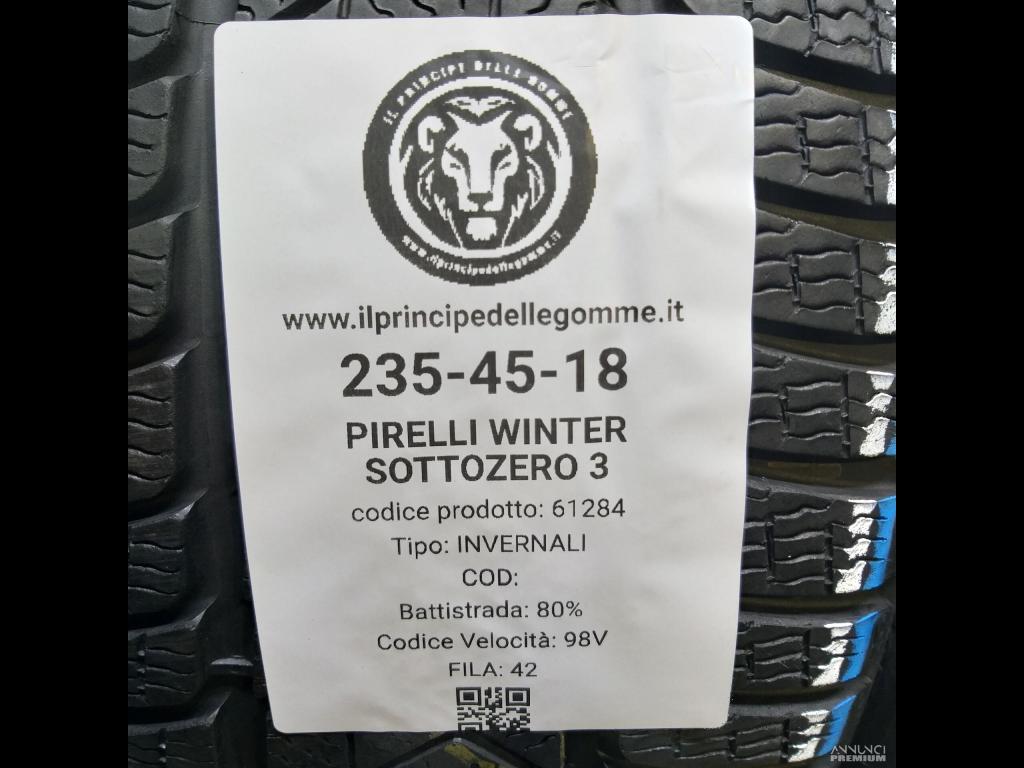 IL PRINCIPE DELLE GOMME
www.ilprincipedellegomme.it
www.ilprincipedellegomme.it
235-45-18
PIRELLI WINTER
SOTTOZERO 3
codice prodotto: 61284
Tipo: INVERNALI
COD:
Battistrada: 80%
Codice Velocità: 98V
FILA: 42
ANNUNCI
PREMIUM